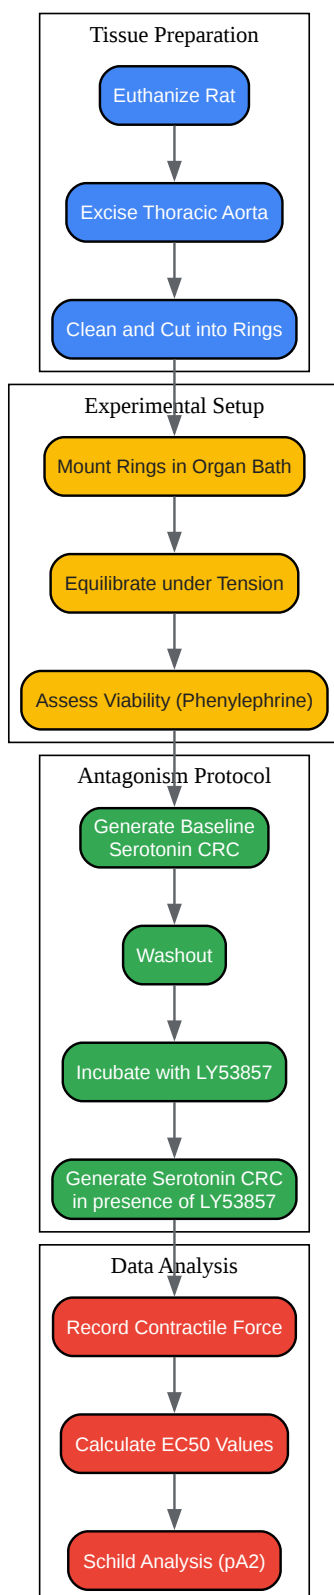 Tissue Preparation
Euthanize Rat
Excise Thoracic Aorta
Clean and Cut into Rings
Experimental Setup
Mount Rings in Organ Bath
Equilibrate under Tension
Assess Viability (Phenylephrine)
Antagonism Protocol
Generate Baseline
Serotonin CRC
Washout
Incubate with LY53857
Generate Serotonin CRC
in presence of LY53857
Data Analysis
Record Contractile Force
Calculate EC50 Values
Schild Analysis (pA2)